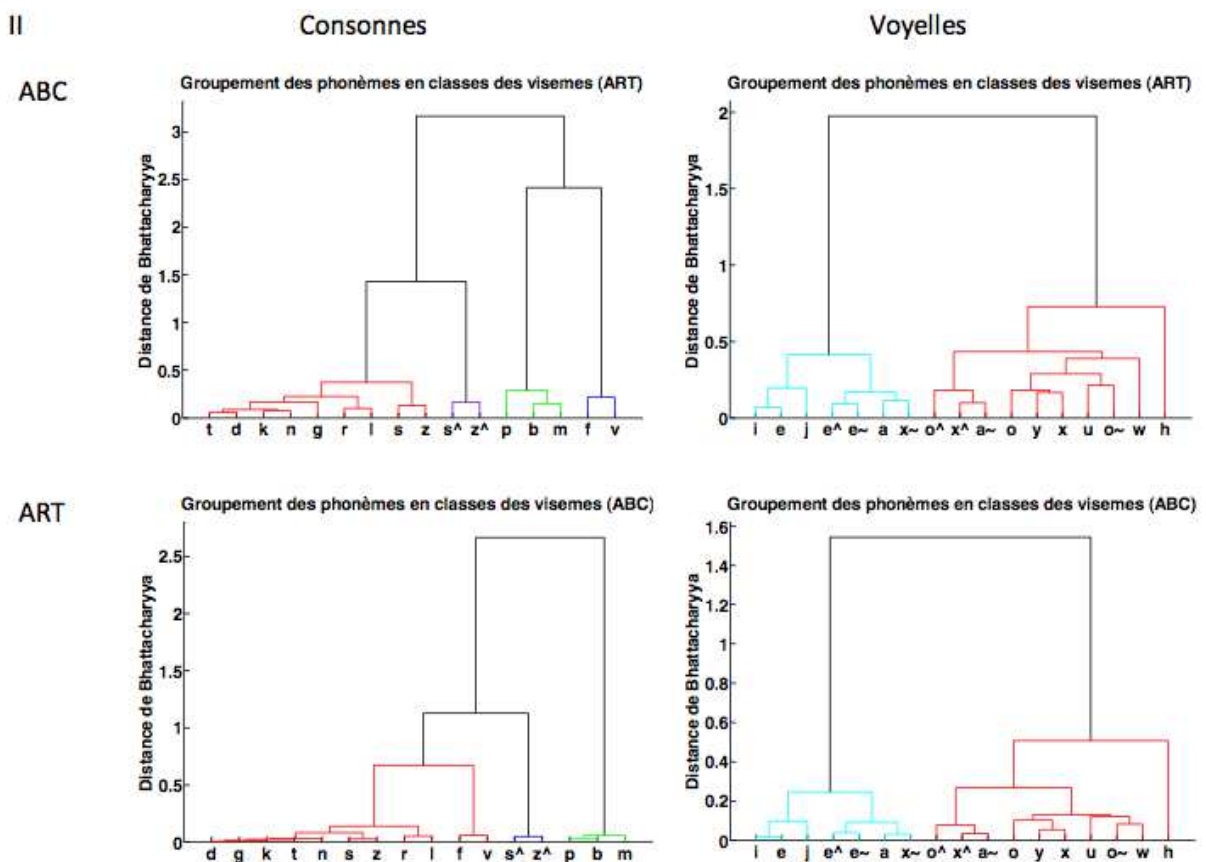 II
Consonnes
Voyelles
ABC
Groupement des phonèmes en classes des visemes (ART)
Distance de Bhattacharyya
3
2.5
2
1.5
1
0.5
0
t d k n g r l s z s^ z^ p b m f v
Groupement des phonèmes en classes des visemes (ART)
Distance de Bhattacharyya
2
1.5
1
0.5
0
i e j e^ e~ a x~ o^ x^ a~ o y x u o~ w h
ART
Groupement des phonèmes en classes des visemes (ABC)
Distance de Bhattacharyya
2.5
2
1.5
1
0.5
0
d g k t n s z r l f v s^ z^ p b m
Groupement des phonèmes en classes des visemes (ABC)
Distance de Bhattacharyya
1.6
1.4
1.2
1
0.8
0.6
0.4
0.2
0
i e j e^ e~ a x~ o^ x^ a~ o y x u o~ w h